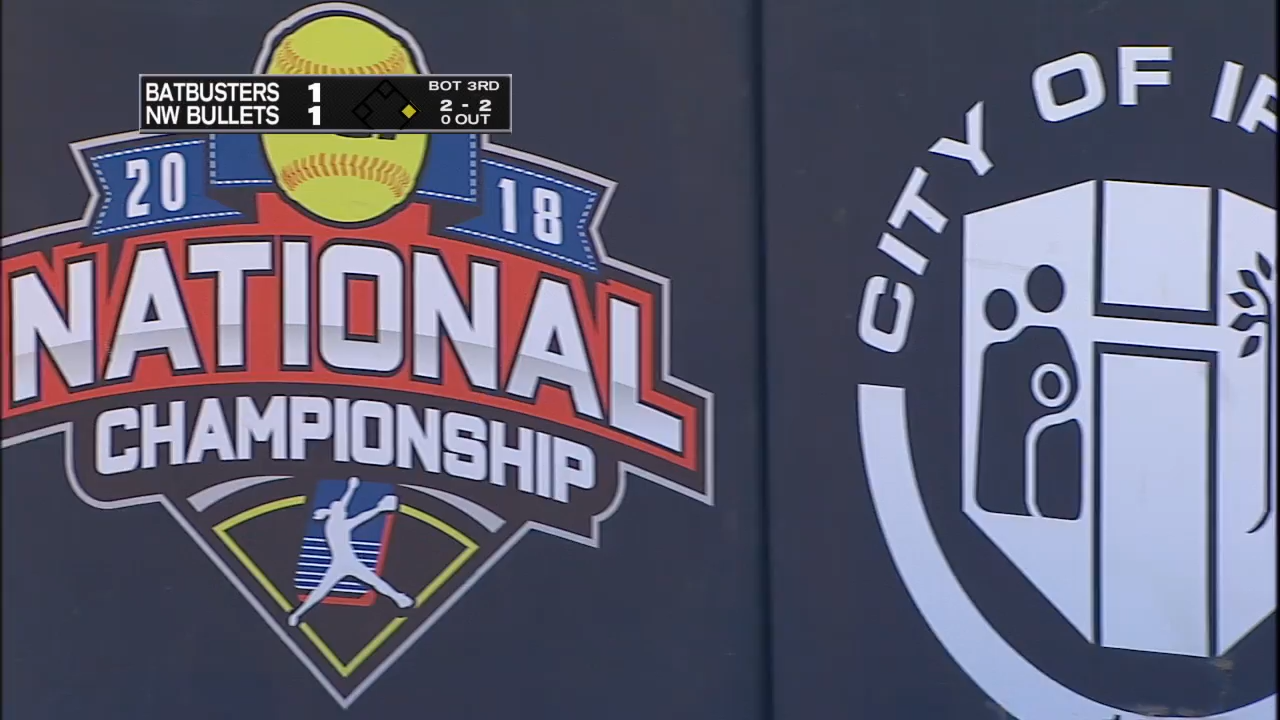 BATBUSTERS 1
NW BULLETS 1
BOT 3RD
2 - 2
0 OUT
20 18
NATIONAL
CHAMPIONSHIP
CITY OF